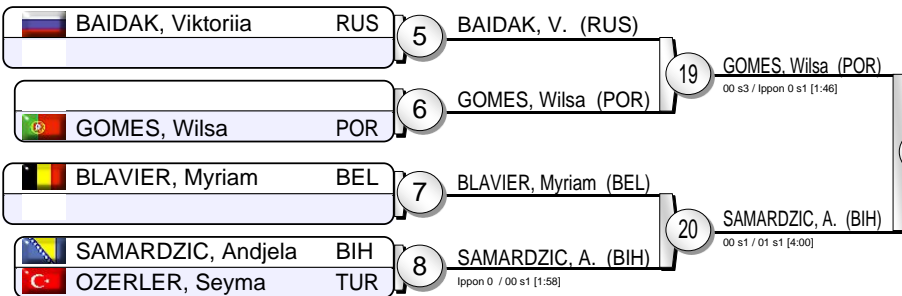 BAIDAK, Viktoriia RUS
5
BAIDAK, V. (RUS)
19
GOMES, Wilsa (POR)
00 s3 / Ippon 0 s1 [1:46]
6
GOMES, Wilsa (POR)
GOMES, Wilsa POR
BLAVIER, Myriam BEL
7
BLAVIER, Myriam (BEL)
20
SAMARDZIC, A. (BIH)
00 s1 / 01 s1 [4:00]
SAMARDZIC, Andjela BIH
8
SAMARDZIC, A. (BIH)
Ippon 0 / 00 s1 [1:58]
OZERLER, Seyma TUR